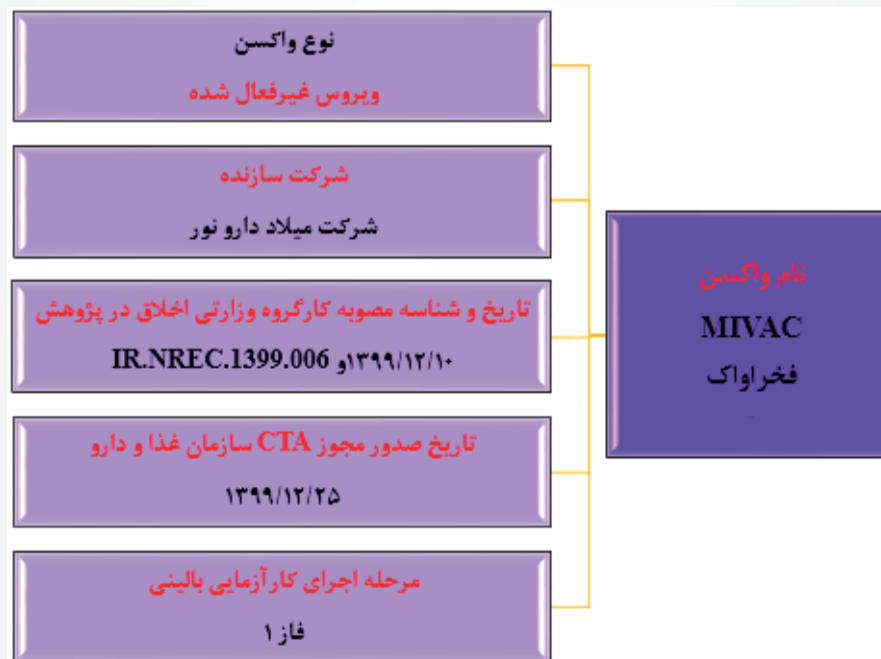 نام واکسن
MIVAC
فخراواک
نوع واکسن
ویروس غیرفعال شده
شرکت سازنده
شرکت میلاد دارو نور
تاریخ و شناسه مصوبه کارگروه وزارتی اخلاق در پژوهش
۱۳۹۹/۱۲/۱۰و IR.NREC.1399.006
تاریخ صدور مجوز CTA سازمان غذا و دارو
۱۳۹۹/۱۲/۲۵
مرحله اجرای کارآزمایی بالینی
فاز ۱